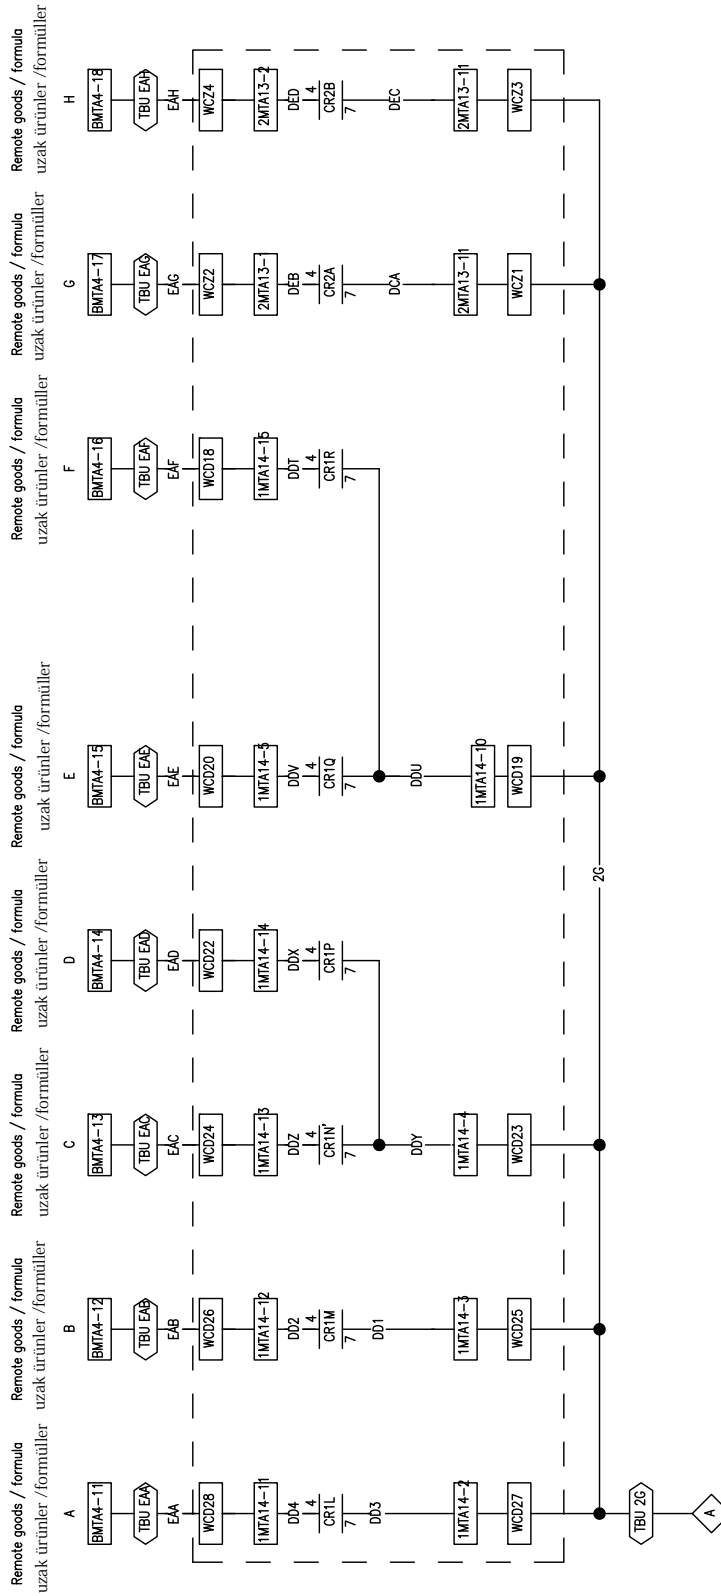 Remote goods / formula
uzak ürünler /formüller
A
BMTA4-11
TBU EAA
EAA
WCD28
1MTA14-11
DD4
4
CR1L
7
DD3
1MTA14-2
WCD27
TBU 2G
A
Remote goods / formula
uzak ürünler /formüller
B
BMTA4-12
TBU EAB
EAB
WCD26
1MTA14-12
DD2
4
CR1M
7
DD1
1MTA14-3
WCD25
Remote goods / formula
uzak ürünler /formüller
C
BMTA4-13
TBU EAC
EAC
WCD24
1MTA14-13
DDZ
4
CR1N'
7
DDY
1MTA14-4
WCD23
Remote goods / formula
uzak ürünler /formüller
D
BMTA4-14
TBU EAD
EAD
WCD22
1MTA14-14
DDX
4
CR1P
7
2G
Remote goods / formula
uzak ürünler /formüller
E
BMTA4-15
TBU EAE
EAE
WCD20
1MTA14-5
DDV
4
CR1Q
7
DDU
1MTA14-10
WCD19
Remote goods / formula
uzak ürünler /formüller
F
BMTA4-16
TBU EAF
EAF
WCD18
1MTA14-15
DDT
4
CR1R
7
Remote goods / formula
uzak ürünler /formüller
G
BMTA4-17
TBU EAG
EAG
WCZ2
2MTA13-1
DEB
4
CR2A
7
DCA
2MTA13-11
WCZ1
Remote goods / formula
uzak ürünler /formüller
H
BMTA4-18
TBU EAH
EAH
WCZ4
2MTA13-2
DED
4
CR2B
7
DEC
2MTA13-11
WCZ3